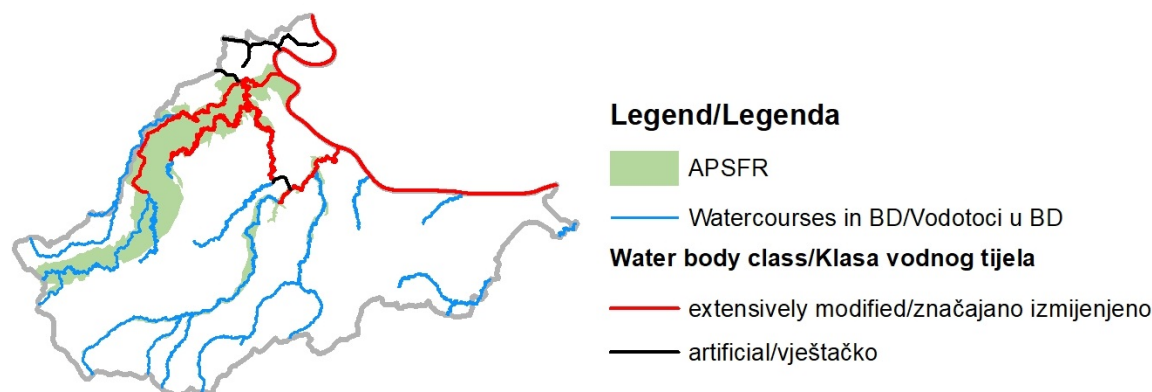 Legend/Legenda
APSFR
Watercourses in BD/Vodotoci u BD
Water body class/Klasa vodnog tijela
extensively modified/značajano izmijenjeno
artificial/vještačko